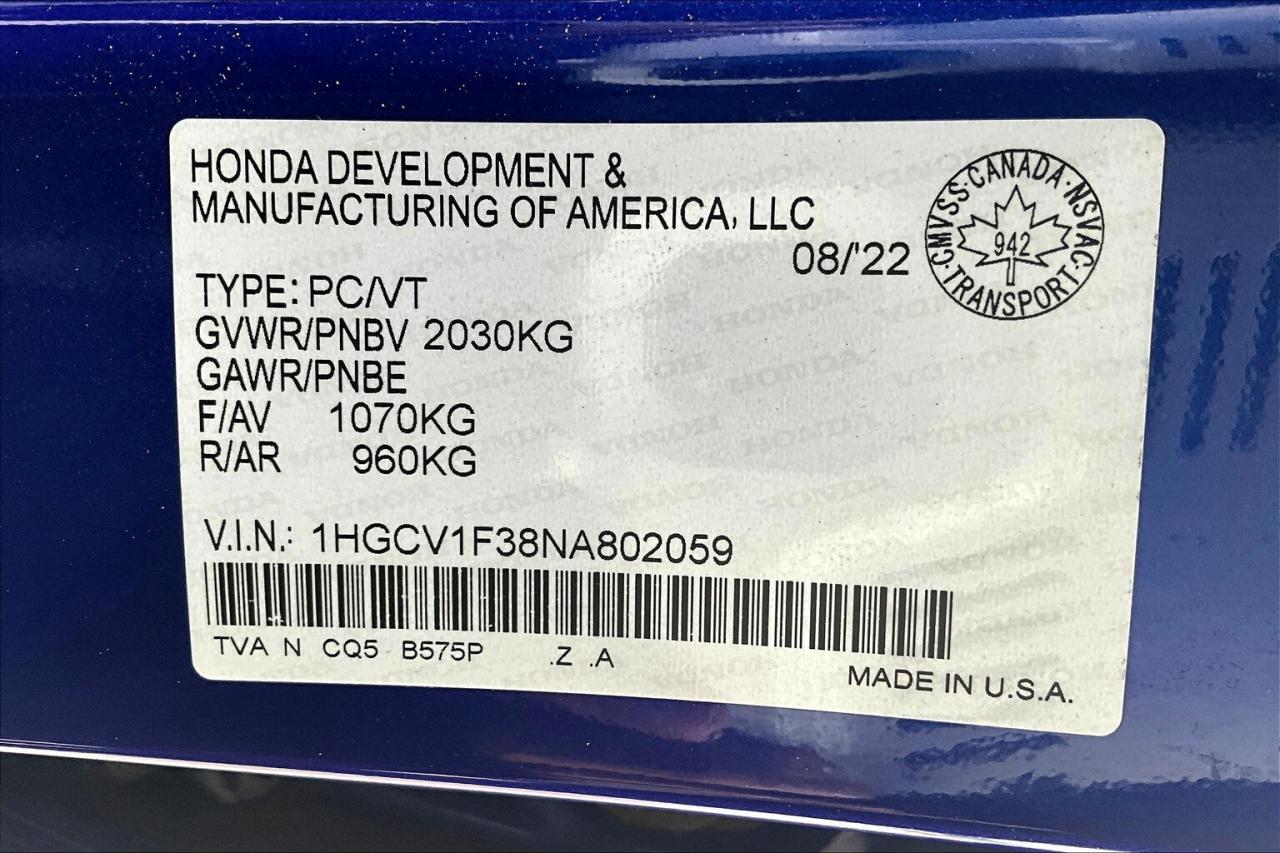 HONDA DEVELOPMENT &
MANUFACTURING OF AMERICA, LLC
08/'22
CMVSS·CANADA·NSVAC·TRANSPORT·
942
TYPE: PC/VT
GVWR/PNBV 2030KG
GAWR/PNBE
F/AV 1070KG
R/AR 960KG
V.I.N.: 1HGCV1F38NA802059
TVA N CQ5 B575P .Z .A
MADE IN U.S.A.